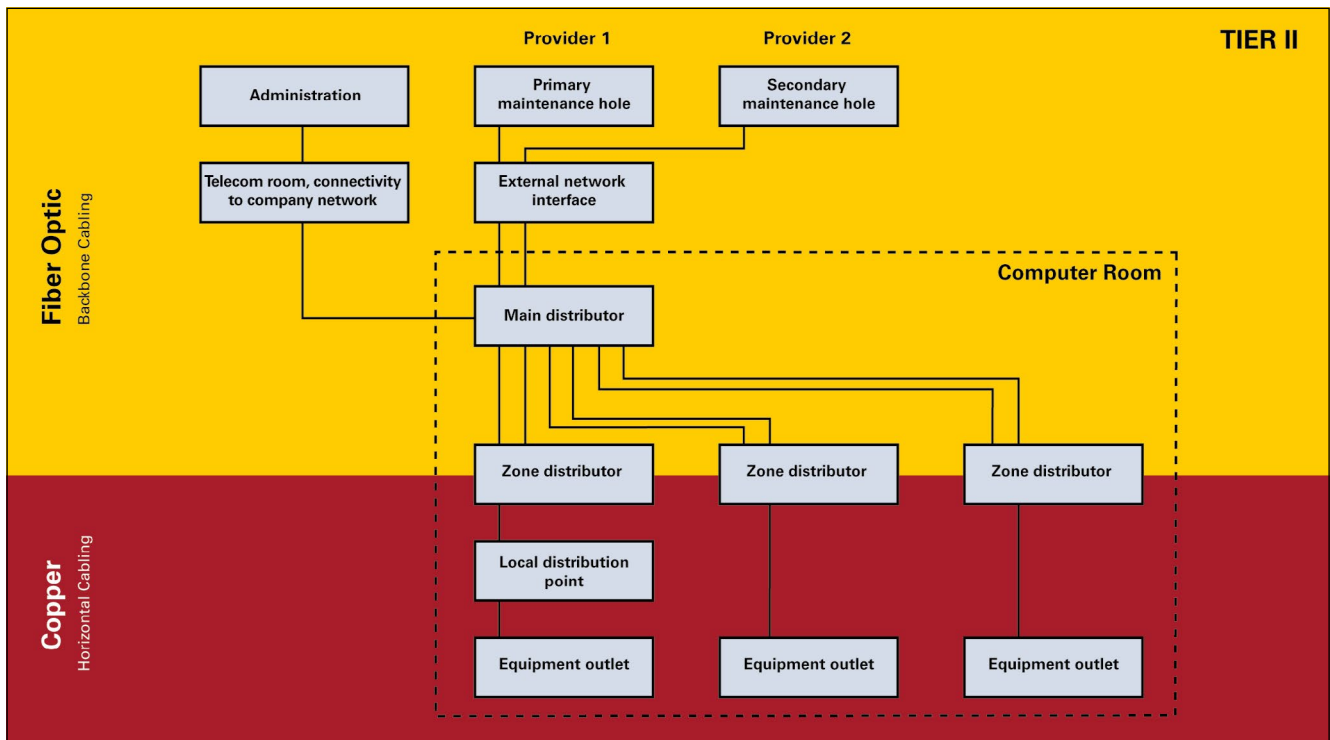 Provider 1
Provider 2
TIER II
Administration
Primary
maintenance hole
Secondary
maintenance hole
Telecom room, connectivity
to company network
External network
interface
Fiber Optic
Backbone Cabling
Computer Room
Main distributor
Zone distributor
Zone distributor
Zone distributor
Copper
Horizontal Cabling
Local distribution
point
Equipment outlet
Equipment outlet
Equipment outlet